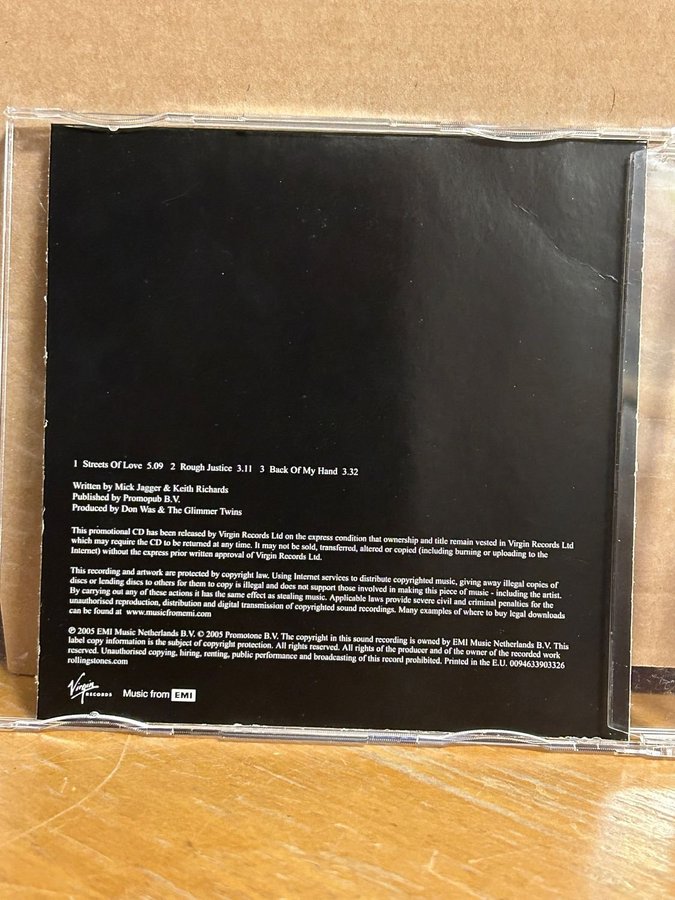 1 Streets Of Love 5.09 2 Rough Justice 3.11 3 Back Of My Hand 3.32
Written by Mick Jagger & Keith Richards
Published by Promopub B.V.
Produced by Don Was & The Glimmer Twins
This promotional CD has been released by Virgin Records Ltd on the express condition that ownership and title remain vested in Virgin Records Ltd
which may require the CD to be returned at any time. It may not be sold, transferred, altered or copied (including burning or uploading to the
Internet) without the express prior written approval of Virgin Records Ltd.
This recording and artwork are protected by copyright law. Using Internet services to distribute copyrighted music, giving away illegal copies of
discs or lending discs to others for them to copy is illegal and does not support those involved in making this piece of music - including the artist.
By carrying out any of these actions it has the same effect as stealing music. Applicable laws provide severe civil and criminal penalties for the
unauthorised reproduction, distribution and digital transmission of copyrighted sound recordings. Many examples of where to buy legal downloads
can be found at www.musicfromemi.com
℗ 2005 EMI Music Netherlands B.V. © 2005 Promotone B.V. The copyright in this sound recording is owned by EMI Music Netherlands B.V. This
label copy information is the subject of copyright protection. All rights reserved. All rights of the producer and of the owner of the recorded work
reserved. Unauthorised copying, hiring, renting, public performance and broadcasting of this record prohibited. Printed in the E.U. 0094633903326
rollingstones.com
Virgin RECORDS Music from EMI